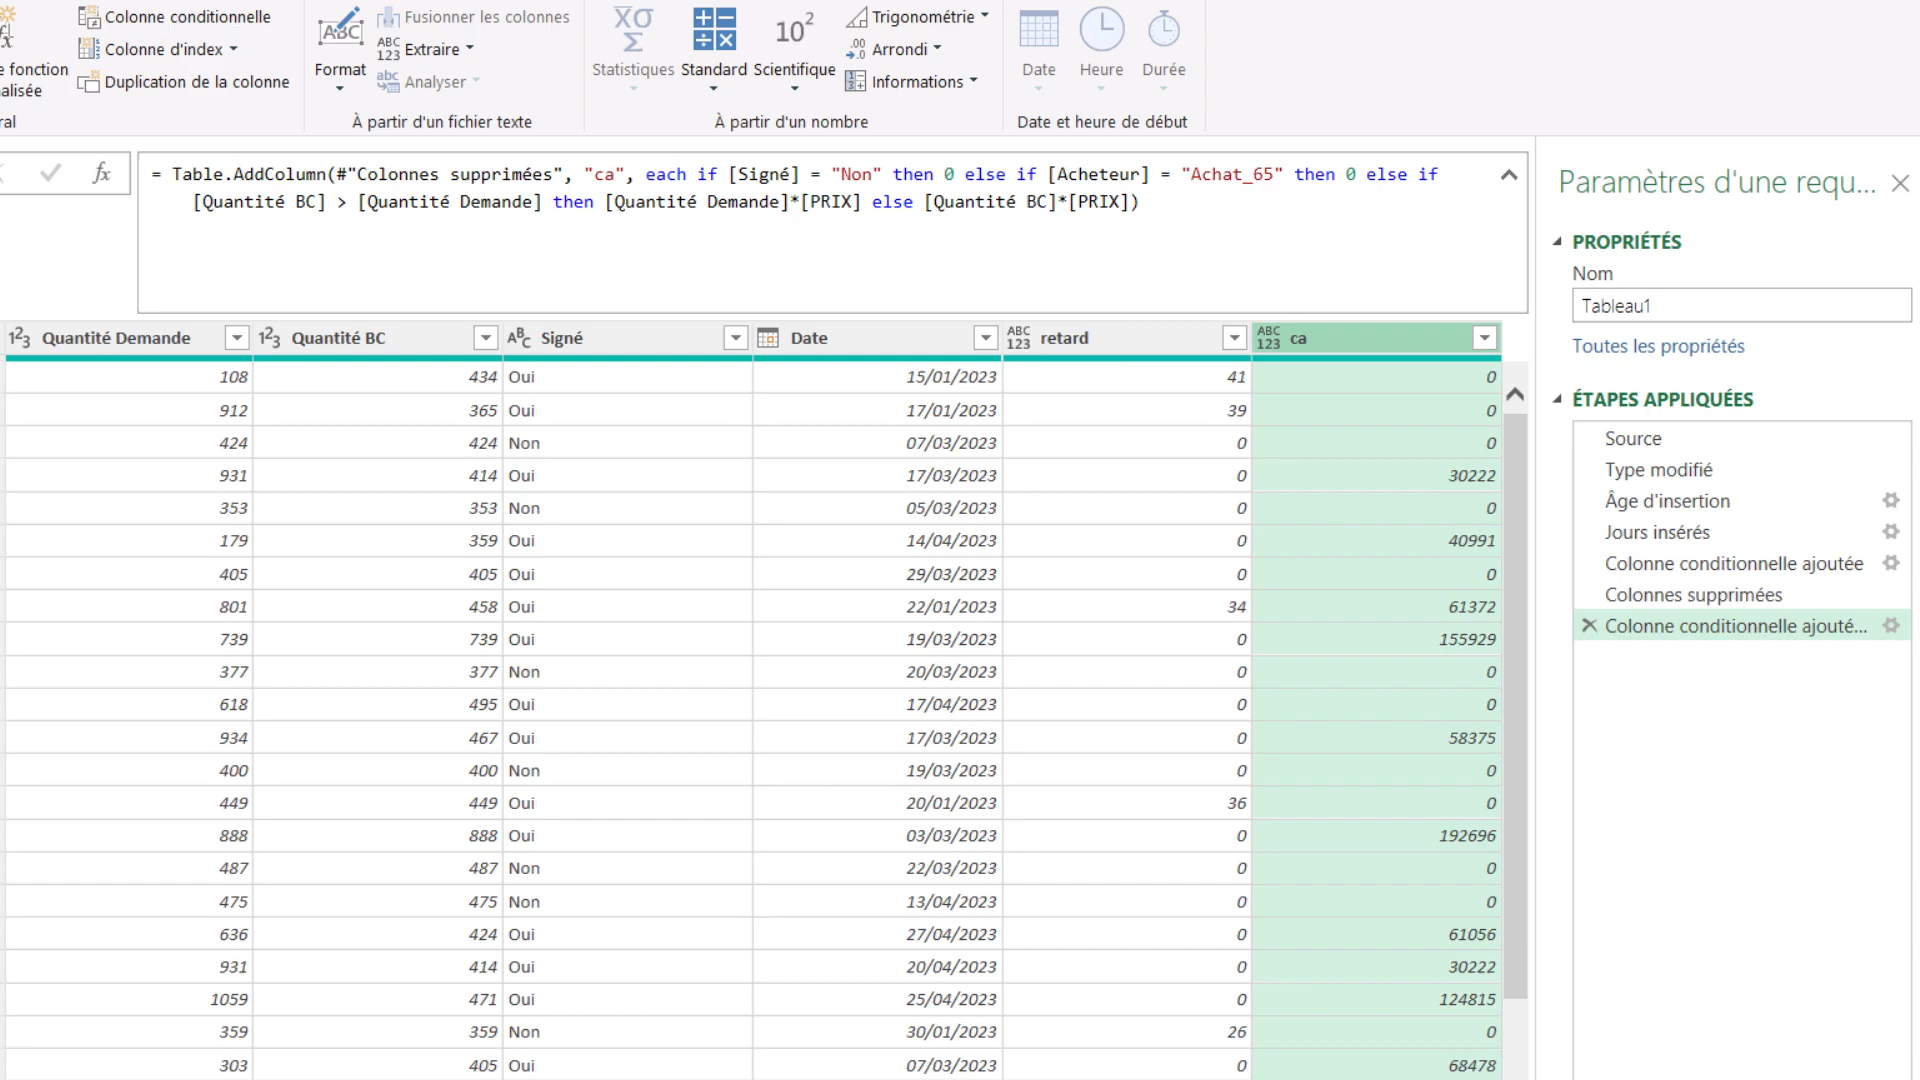 Colonne conditionnelle
Colonne d'index
Duplication de la colonne
e fonction
alisée
ral
Format
Fusionner les colonnes
Extraire
Analyser
À partir d'un fichier texte
Statistiques
Standard
Scientifique
Trigonométrie
Arrondi
Informations
À partir d'un nombre
Date
Heure
Durée
Date et heure de début
fx
= Table.AddColumn(#"Colonnes supprimées", "ca", each if [Signé] = "Non" then 0 else if [Acheteur] = "Achat_65" then 0 else if
[Quantité BC] > [Quantité Demande] then [Quantité Demande]*[PRIX] else [Quantité BC]*[PRIX])
Quantité Demande Quantité BC Signé Date retard ca
108 434 Oui 15/01/2023 41 0
912 365 Oui 17/01/2023 39 0
424 424 Non 07/03/2023 0 0
931 414 Oui 17/03/2023 0 30222
353 353 Non 05/03/2023 0 0
179 359 Oui 14/04/2023 0 40991
405 405 Oui 29/03/2023 0 0
801 458 Oui 22/01/2023 34 61372
739 739 Oui 19/03/2023 0 155929
377 377 Non 20/03/2023 0 0
618 495 Oui 17/04/2023 0 0
934 467 Oui 17/03/2023 0 58375
400 400 Non 19/03/2023 0 0
449 449 Oui 20/01/2023 36 0
888 888 Oui 03/03/2023 0 192696
487 487 Non 22/03/2023 0 0
475 475 Non 13/04/2023 0 0
636 424 Oui 27/04/2023 0 61056
931 414 Oui 20/04/2023 0 30222
1059 471 Oui 25/04/2023 0 124815
359 359 Non 30/01/2023 26 0
303 405 Oui 07/03/2023 0 68478
Paramètres d'une requ...
PROPRIÉTÉS
Nom
Tableau1
Toutes les propriétés
ÉTAPES APPLIQUÉES
Source
Type modifié
Âge d'insertion
Jours insérés
Colonne conditionnelle ajoutée
Colonnes supprimées
Colonne conditionnelle ajouté...